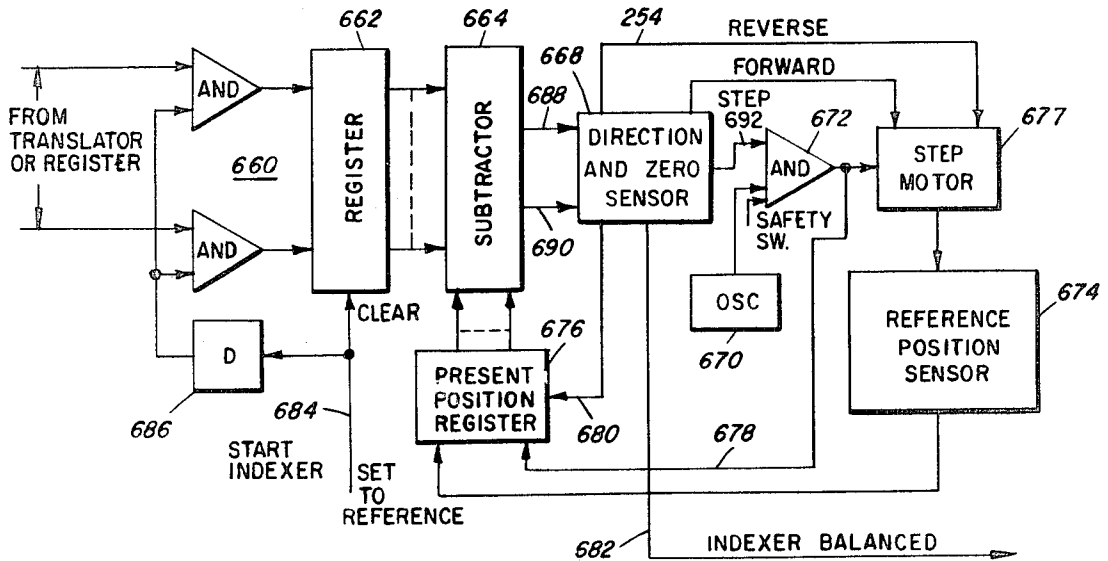 662
664
254
REVERSE
668
FORWARD
688
STEP
692
672
677
AND
FROM
TRANSLATOR
OR REGISTER
660
REGISTER
SUBTRACTOR
DIRECTION
AND ZERO
SENSOR
AND
STEP
MOTOR
AND
690
SAFETY
SW.
OSC
670
674
REFERENCE
POSITION
SENSOR
CLEAR
D
686
684
676
PRESENT
POSITION
REGISTER
680
678
START
INDEXER
SET
TO
REFERENCE
682
INDEXER BALANCED